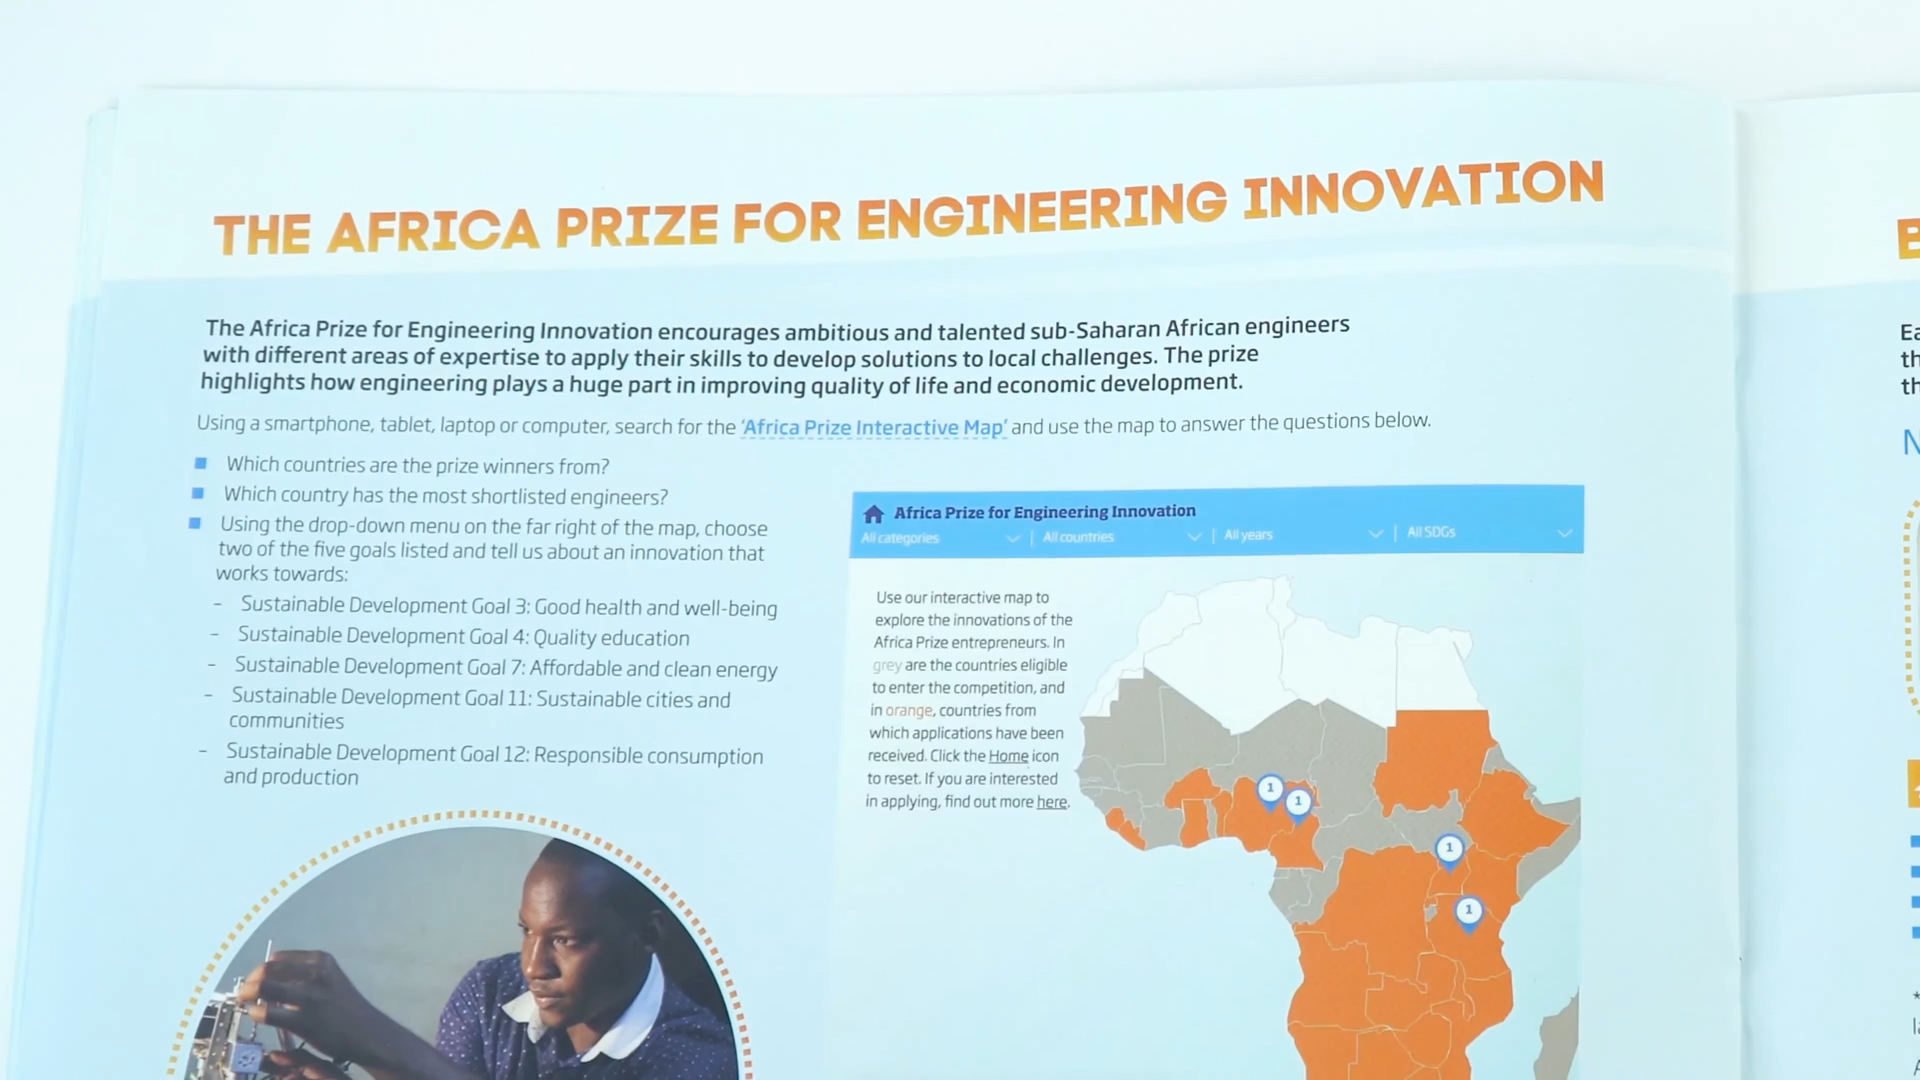 THE AFRICA PRIZE FOR ENGINEERING INNOVATION
The Africa Prize for Engineering Innovation encourages ambitious and talented sub-Saharan African engineers
with different areas of expertise to apply their skills to develop solutions to local challenges. The prize
highlights how engineering plays a huge part in improving quality of life and economic development.
Using a smartphone, tablet, laptop or computer, search for the 'Africa Prize Interactive Map' and use the map to answer the questions below.
■ Which countries are the prize winners from?
■ Which country has the most shortlisted engineers?
■ Using the drop-down menu on the far right of the map, choose
two of the five goals listed and tell us about an innovation that
works towards:
- Sustainable Development Goal 3: Good health and well-being
- Sustainable Development Goal 4: Quality education
- Sustainable Development Goal 7: Affordable and clean energy
- Sustainable Development Goal 11: Sustainable cities and
communities
- Sustainable Development Goal 12: Responsible consumption
and production
Africa Prize for Engineering Innovation
All categories | All countries | All years | All SDGs
Use our interactive map to
explore the innovations of the
Africa Prize entrepreneurs. In
grey are the countries eligible
to enter the competition, and
in orange, countries from
which applications have been
received. Click the Home icon
to reset. If you are interested
in applying, find out more here.
1
1
1
1